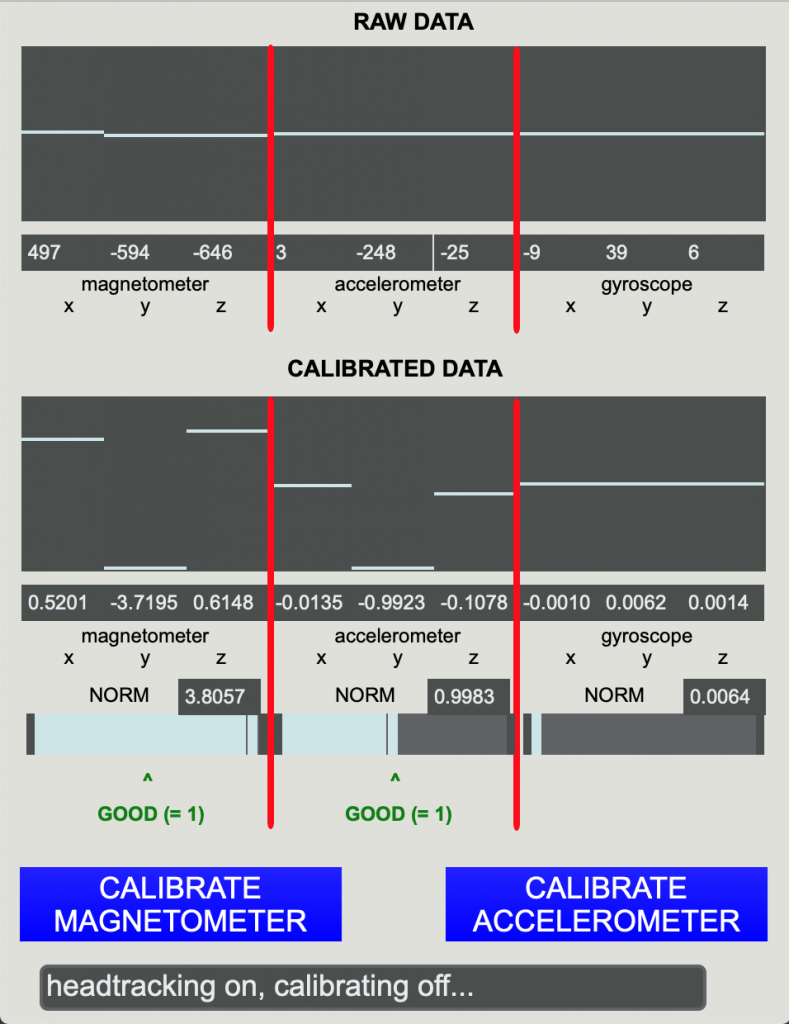 RAW DATA
497 -594 -646 3 -248 -25 -9 39 6
magnetometer accelerometer gyroscope
x y z x y z x y z
CALIBRATED DATA
0.5201 -3.7195 0.6148 -0.0135 -0.9923 -0.1078 -0.0010 0.0062 0.0014
magnetometer accelerometer gyroscope
x y z x y z x y z
NORM 3.8057 NORM 0.9983 NORM 0.0064
^ ^
GOOD (= 1) GOOD (= 1)
CALIBRATE
MAGNETOMETER
CALIBRATE
ACCELEROMETER
headtracking on, calibrating off...